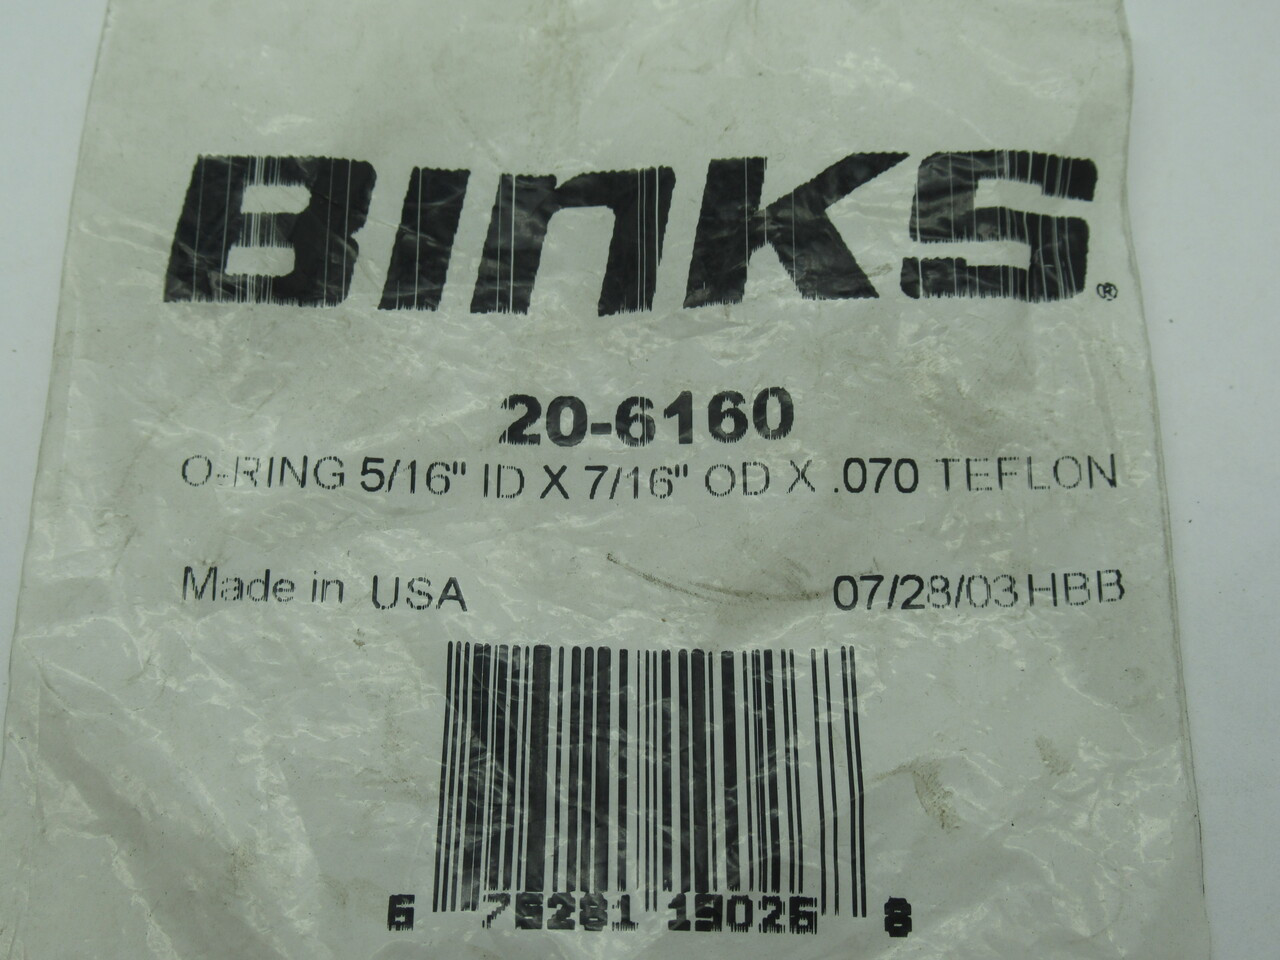 BINKS®
20-6160
O-RING 5/16" ID X 7/16" OD X .070 TEFLON
Made in USA 07/28/03 HBB
6 75281 19026 8